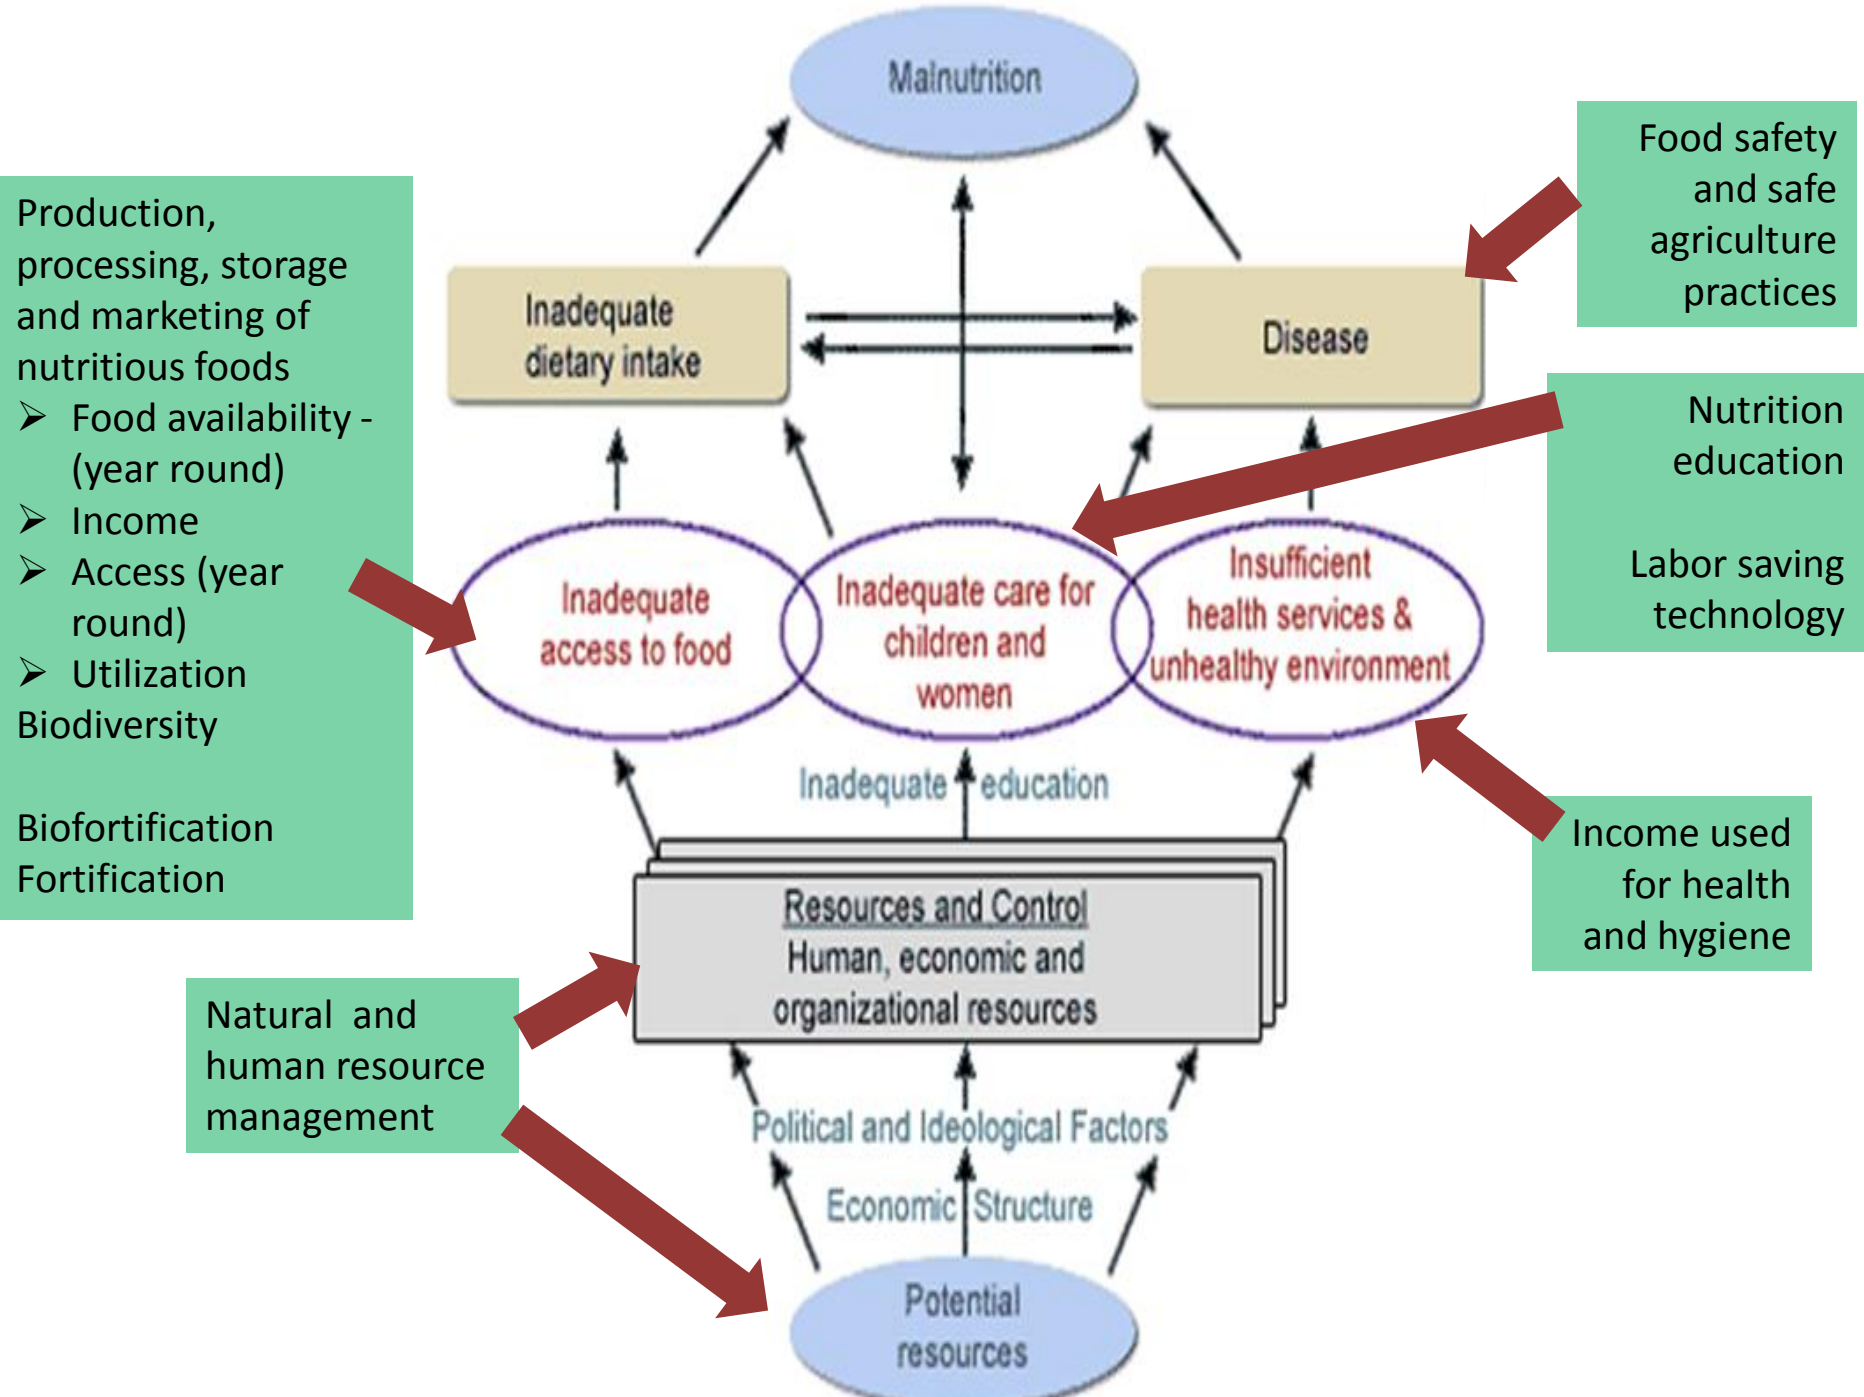 Malnutrition
Food safety
and safe
agriculture
practices
Production,
processing, storage
and marketing of
nutritious foods
➢ Food availability -
(year round)
➢ Income
➢ Access (year
round)
➢ Utilization
Biodiversity
Biofortification
Fortification
Inadequate
dietary intake
Disease
Nutrition
education
Labor saving
technology
Inadequate
access to food
Inadequate care for
children and
women
Insufficient
health services &
unhealthy environment
Inadequate education
Income used
for health
and hygiene
Resources and Control
Human, economic and
organizational resources
Natural and
human resource
management
Political and Ideological Factors
Economic Structure
Potential
resources